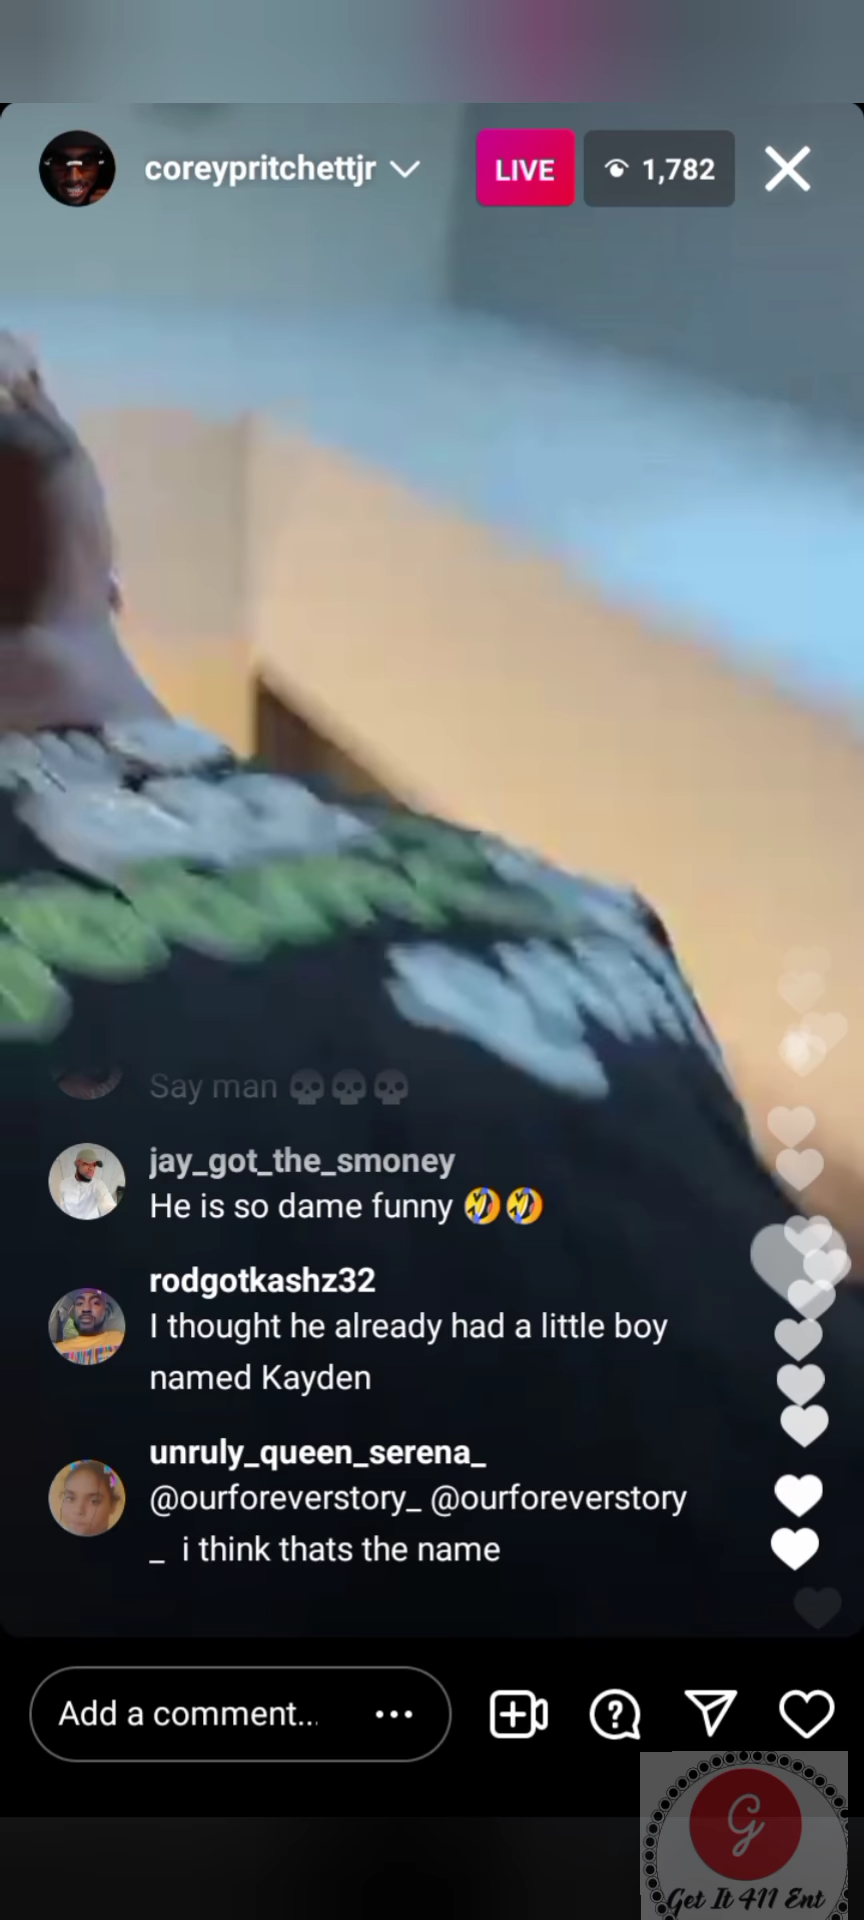 coreypritchettjr
LIVE
1,782
Say man 💀💀💀
jay_got_the_smoney
He is so dame funny 🤣🤣
rodgotkashz32
I thought he already had a little boy
named Kayden
unruly_queen_serena_
@ourforeverstory_ @ourforeverstory
_ i think thats the name
Add a comment...
G
Get It 411 Ent